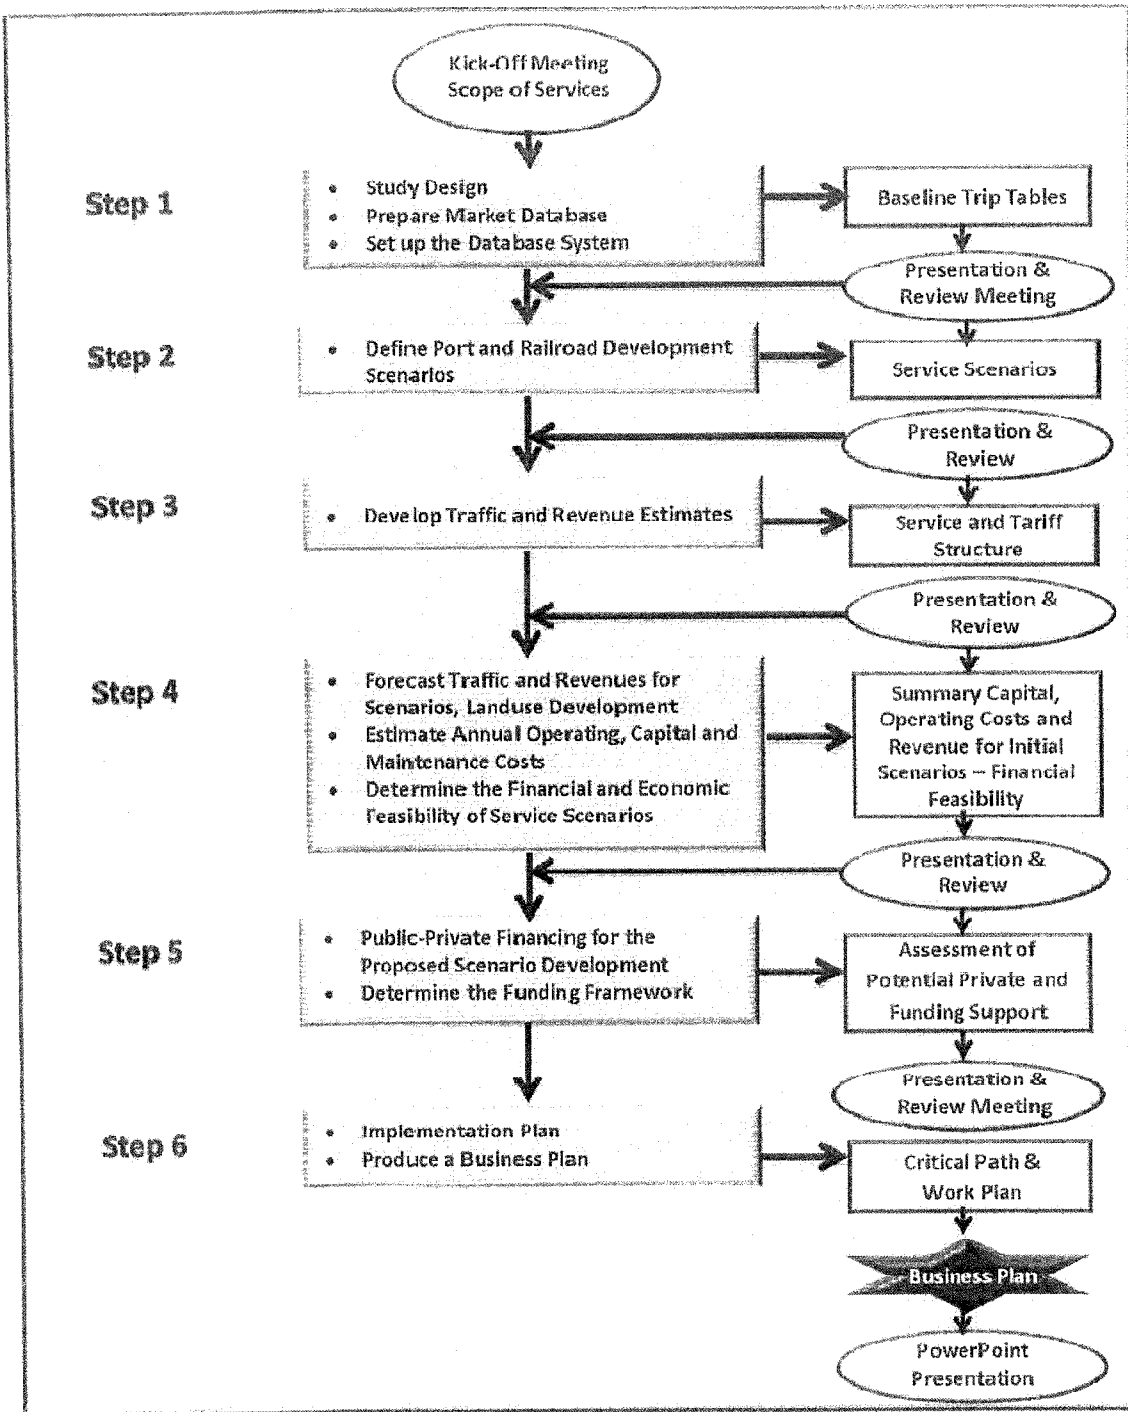 Kick-Off Meeting
Scope of Services
Step 1
• Study Design
• Prepare Market Database
• Set up the Database System
Baseline Trip Tables
Presentation &
Review Meeting
Step 2
• Define Port and Railroad Development
Scenarios
Service Scenarios
Presentation &
Review
Step 3
• Develop Traffic and Revenue Estimates
Service and Tariff
Structure
Presentation &
Review
Step 4
• Forecast Traffic and Revenues for
Scenarios, Landuse Development
• Estimate Annual Operating, Capital and
Maintenance Costs
• Determine the Financial and Economic
Feasibility of Service Scenarios
Summary Capital,
Operating Costs and
Revenue for Initial
Scenarios – Financial
Feasibility
Presentation &
Review
Step 5
• Public-Private Financing for the
Proposed Scenario Development
• Determine the Funding Framework
Assessment of
Potential Private and
Funding Support
Presentation &
Review Meeting
Step 6
• Implementation Plan
• Produce a Business Plan
Critical Path &
Work Plan
Business Plan
PowerPoint
Presentation